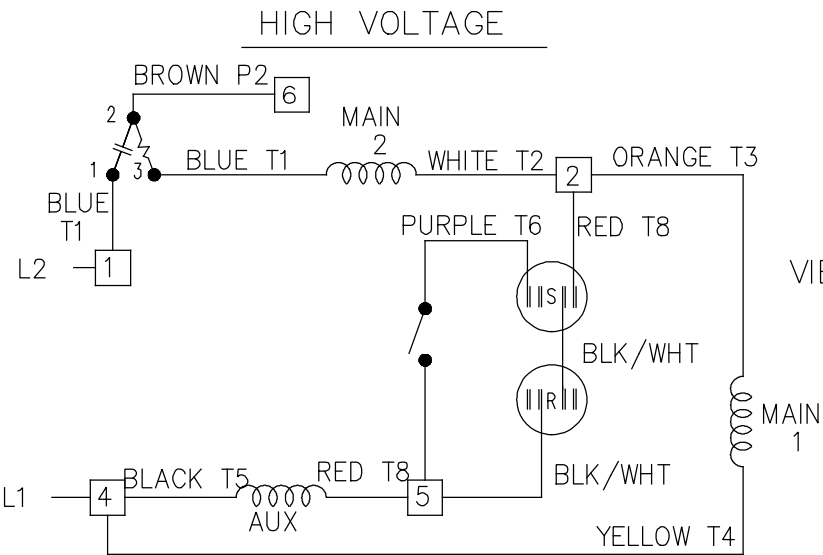 HIGH VOLTAGE
BROWN P2
6
2
MAIN
2
1
3
BLUE T1
WHITE T2
2
ORANGE T3
BLUE
T1
PURPLE T6
RED T8
L2
1
S
VIE
BLK/WHT
R
MAIN
1
L1
4
BLACK T5
AUX
RED T8
5
BLK/WHT
YELLOW T4